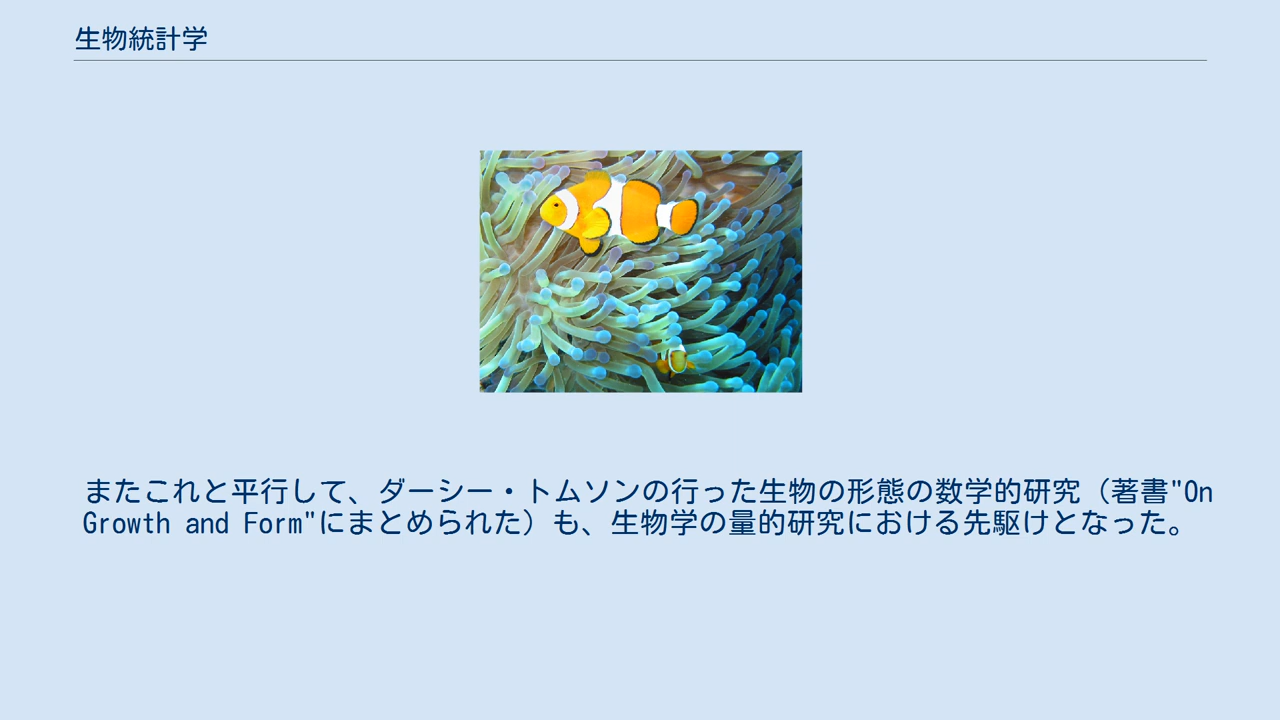 生物統計学
またこれと平行して、ダーシー・トムソンの行った生物の形態の数学的研究（著書"On
Growth and Form"にまとめられた）も、生物学の量的研究における先駆けとなった。